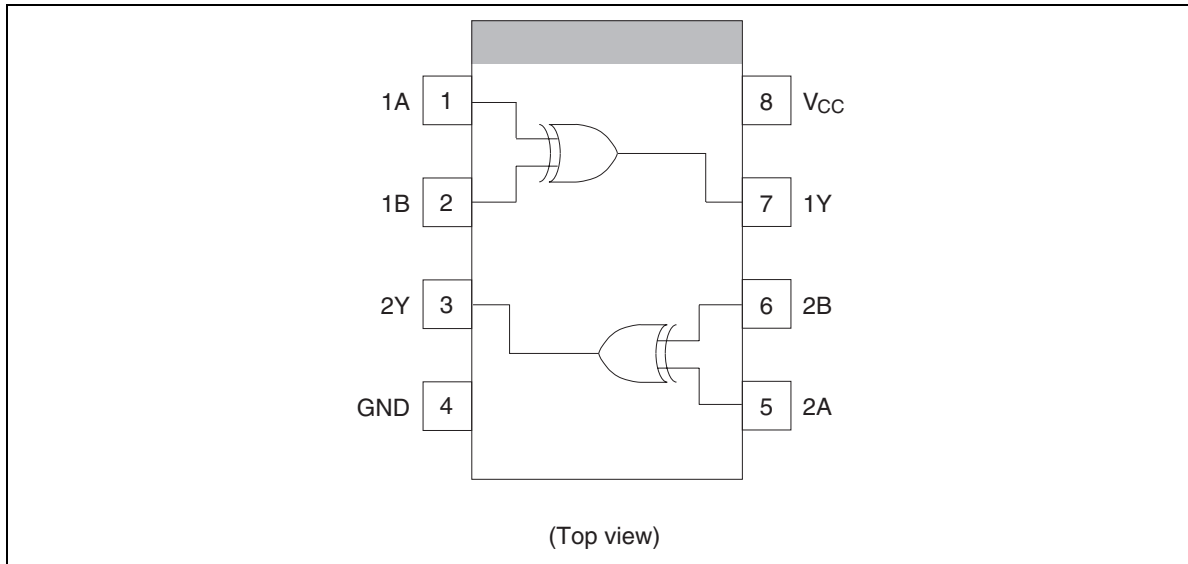 1A 1 8 VCC
1B 2 7 1Y
2Y 3 6 2B
GND 4 5 2A
(Top view)